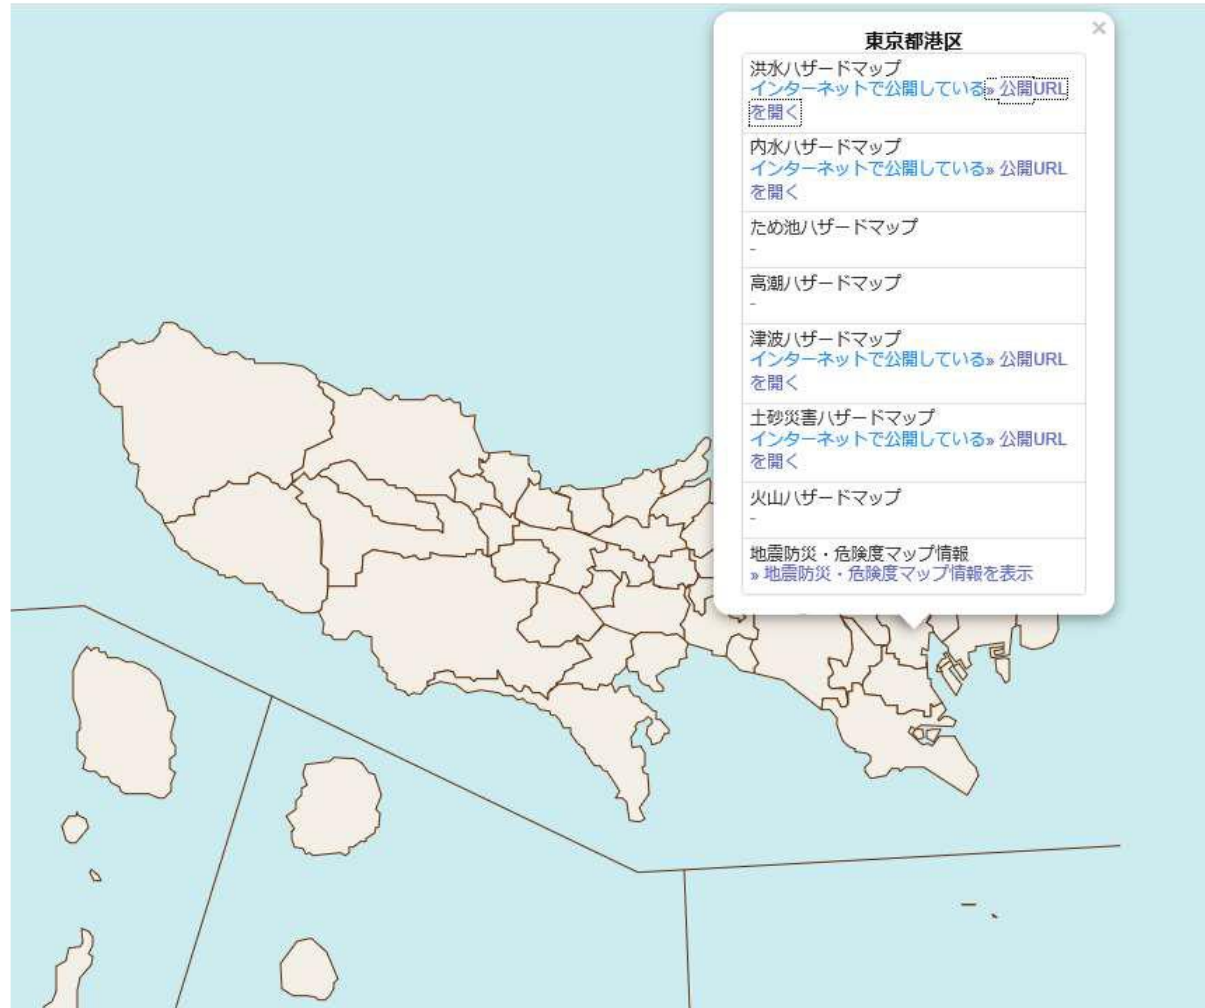 東京都港区
洪水ハザードマップ
インターネットで公開している» 公開URL
を開く
内水ハザードマップ
インターネットで公開している» 公開URL
を開く
ため池ハザードマップ
-
高潮ハザードマップ
-
津波ハザードマップ
インターネットで公開している» 公開URL
を開く
土砂災害ハザードマップ
インターネットで公開している» 公開URL
を開く
火山ハザードマップ
-
地震防災・危険度マップ情報
» 地震防災・危険度マップ情報を表示